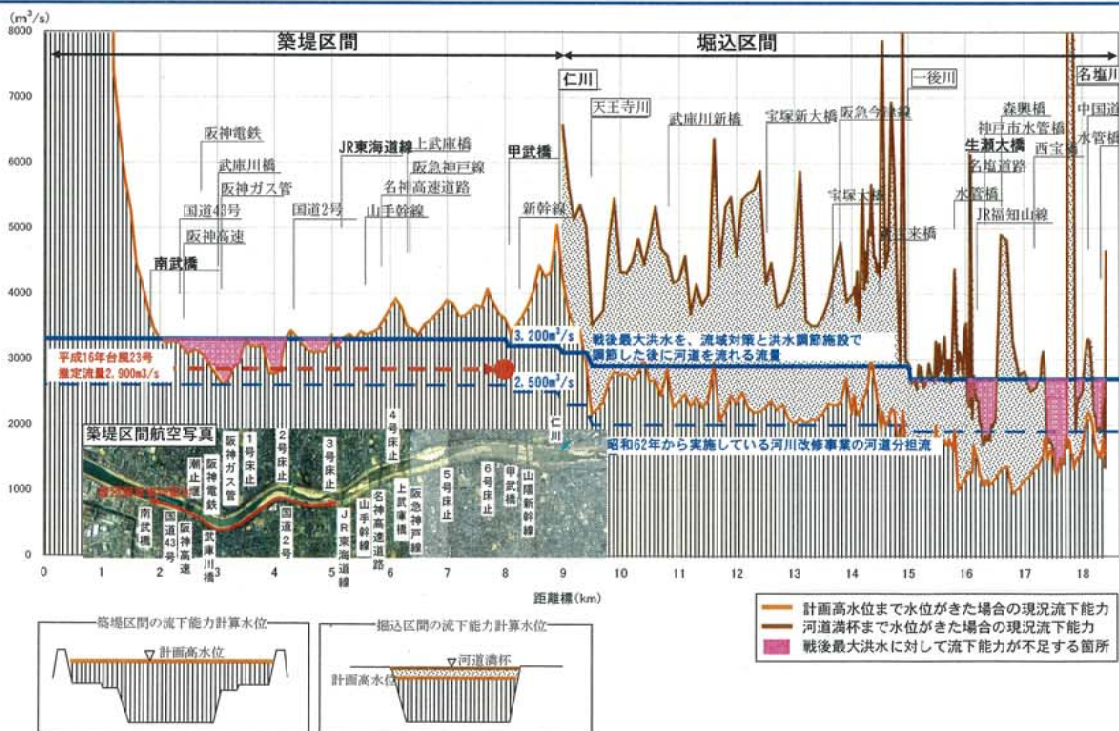 (m³/s)
8000
7000
6000
5000
4000
3000
2000
1000
0
築堤区間
堀込区間
仁川
天王寺川
武庫川新橋
宝塚新大橋
阪急今津線
一後川
森興橋
神戸市水管橋
生瀬大橋
名塩道路
西宝橋
名塩川
中国道
水管橋
水管橋
JR福知山線
宝塚大橋
来橋
阪神電鉄
武庫川橋
阪神ガス管
国道43号
阪神高速
南武橋
JR東海道線
国道2号
山手幹線
上武庫橋
阪急神戸線
名神高速道路
甲武橋
新幹線
平成16年台風23号
推定流量2.900m3/s
3.200m³/s
2.500m³/s
戦後最大洪水を、流域対策と洪水調節施設で
調節した後に河道を流れる流量
昭和62年から実施している河川改修事業の河道分担流
築堤区間航空写真
南武橋
国道43号
阪神高速
潮止堰
阪神電鉄
武庫川橋
阪神ガス管
1号床止
2号床止
国道2号
3号床止
JR東海道線
山手幹線
名神高速道路
4号床止
上武庫橋
阪急神戸線
5号床止
6号床止
甲武橋
山陽新幹線
仁川
0 1 2 3 4 5 6 7 8 9 10 11 12 13 14 15 16 17 18
距離標(km)
築堤区間の流下能力計算水位
計画高水位
堀込区間の流下能力計算水位
河道満杯
計画高水位
計画高水位まで水位がきた場合の現況流下能力
河道満杯まで水位がきた場合の現況流下能力
戦後最大洪水に対して流下能力が不足する箇所